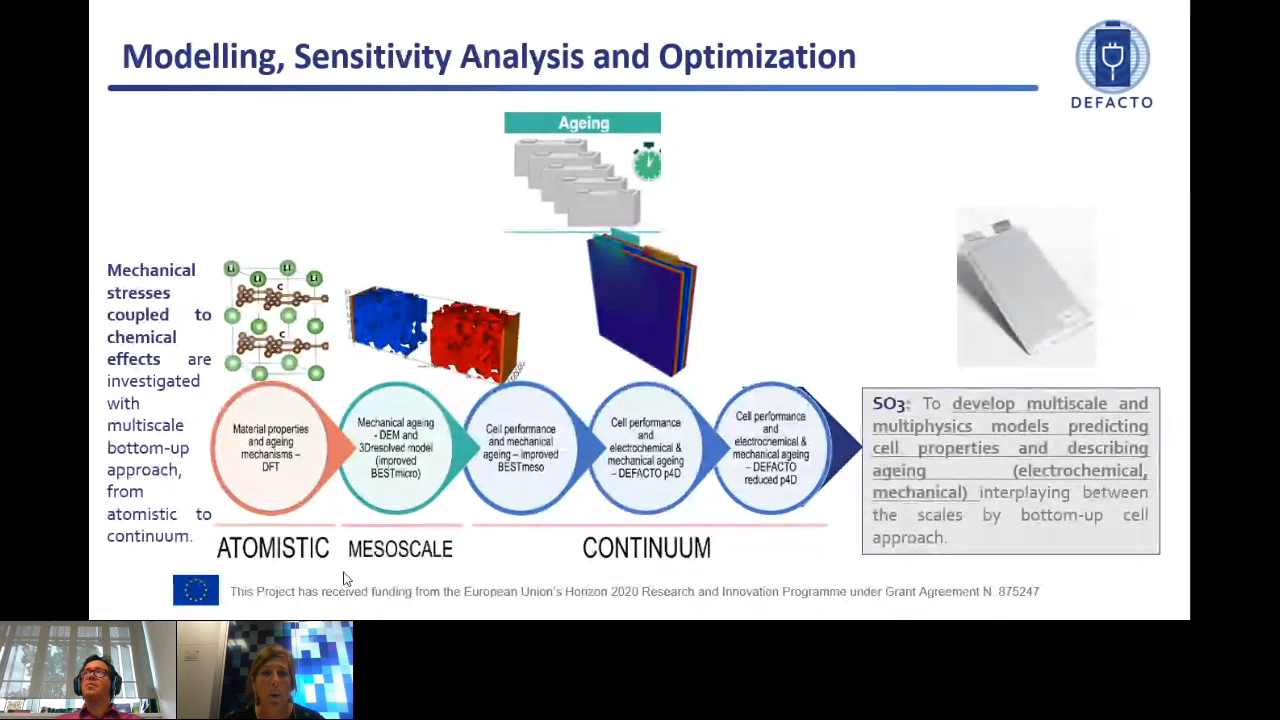 Modelling, Sensitivity Analysis and Optimization
DEFACTO
Ageing
Mechanical
stresses
coupled to
chemical
effects are
investigated
with
multiscale
bottom-up
approach,
from
atomistic to
continuum.
Li
Li
Li
Li
C
C
Material properties
and ageing
mechanisms –
DFT
Mechanical ageing
- DEM and
3Dresolved model
(improved
BESTmicro)
Cell performance
and mechanical
ageing – improved
BESTmeso
Cell performance
and
electrochemical &
mechanical ageing
– DEFACTO p4D
Cell performance
and
electrochemical &
mechanical ageing
– DEFACTO
reduced p4D
ATOMISTIC
MESOSCALE
CONTINUUM
SO3: To develop multiscale and
multiphysics models predicting
cell properties and describing
ageing (electrochemical,
mechanical) interplaying between
the scales by bottom-up cell
approach.
This Project has received funding from the European Union's Horizon 2020 Research and Innovation Programme under Grant Agreement N. 875247